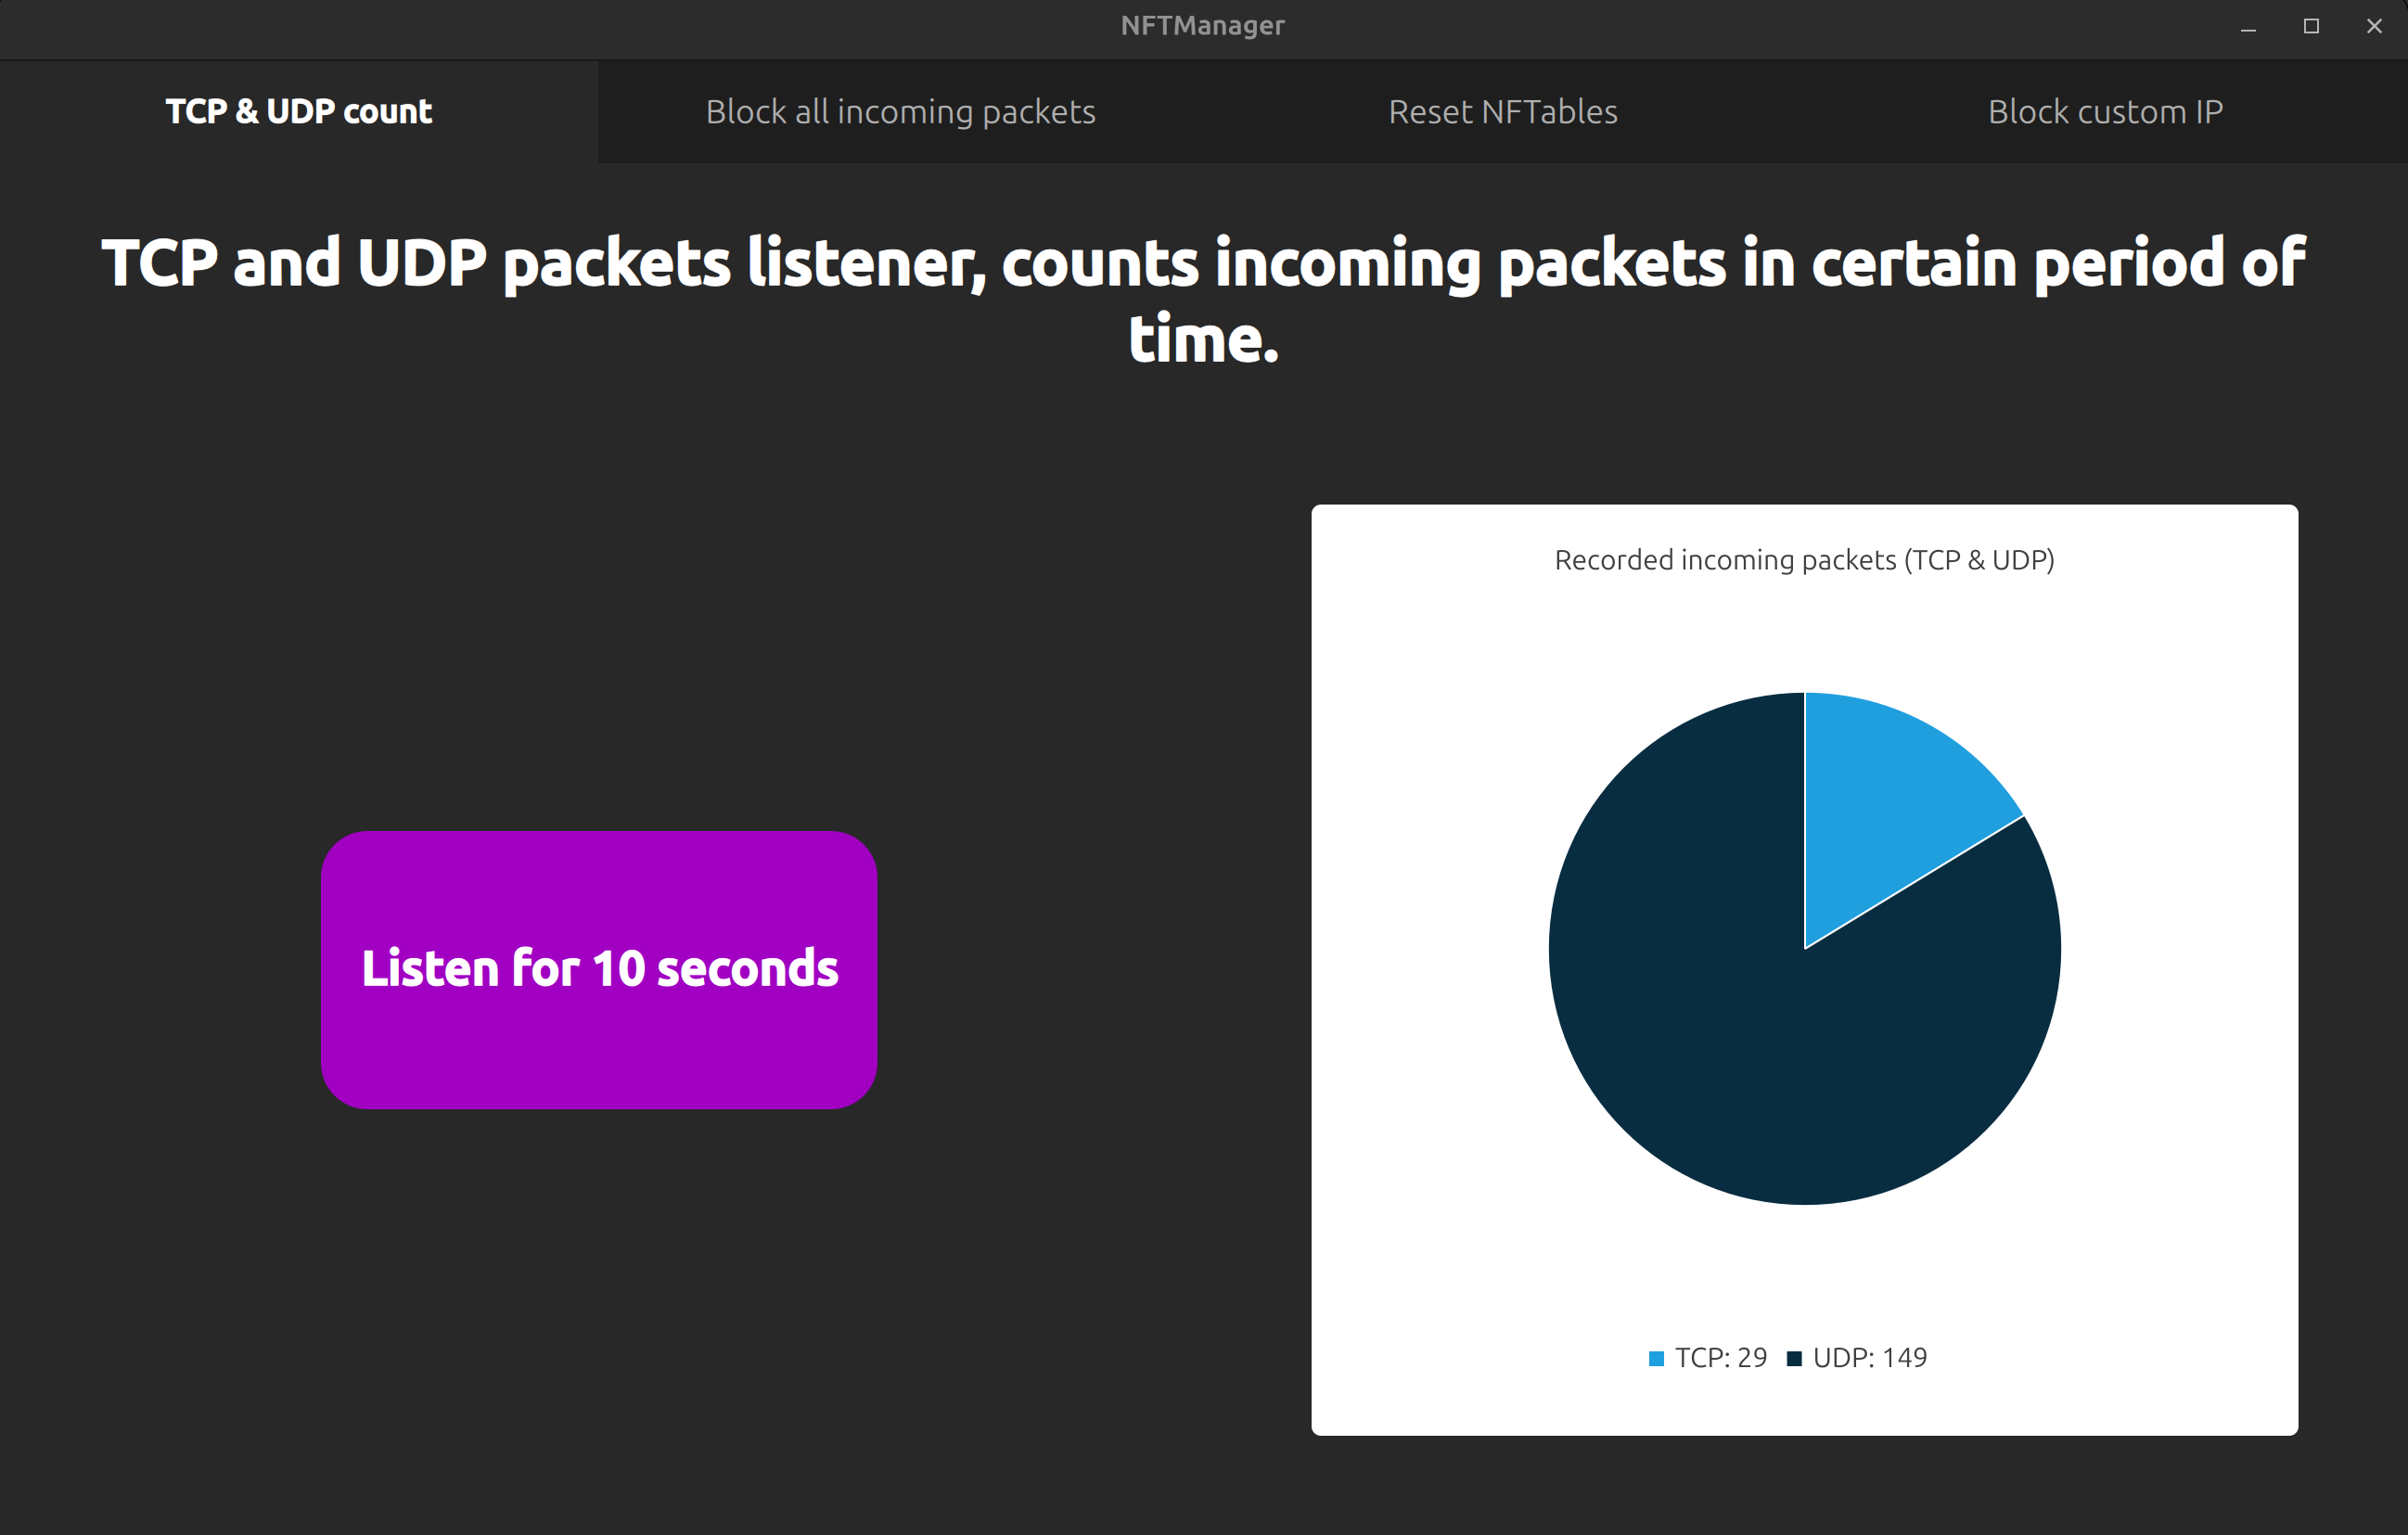 NFTManager
TCP & UDP count
Block all incoming packets
Reset NFTables
Block custom IP
TCP and UDP packets listener, counts incoming packets in certain period of
time.
Recorded incoming packets (TCP & UDP)
Listen for 10 seconds
TCP: 29
UDP: 149